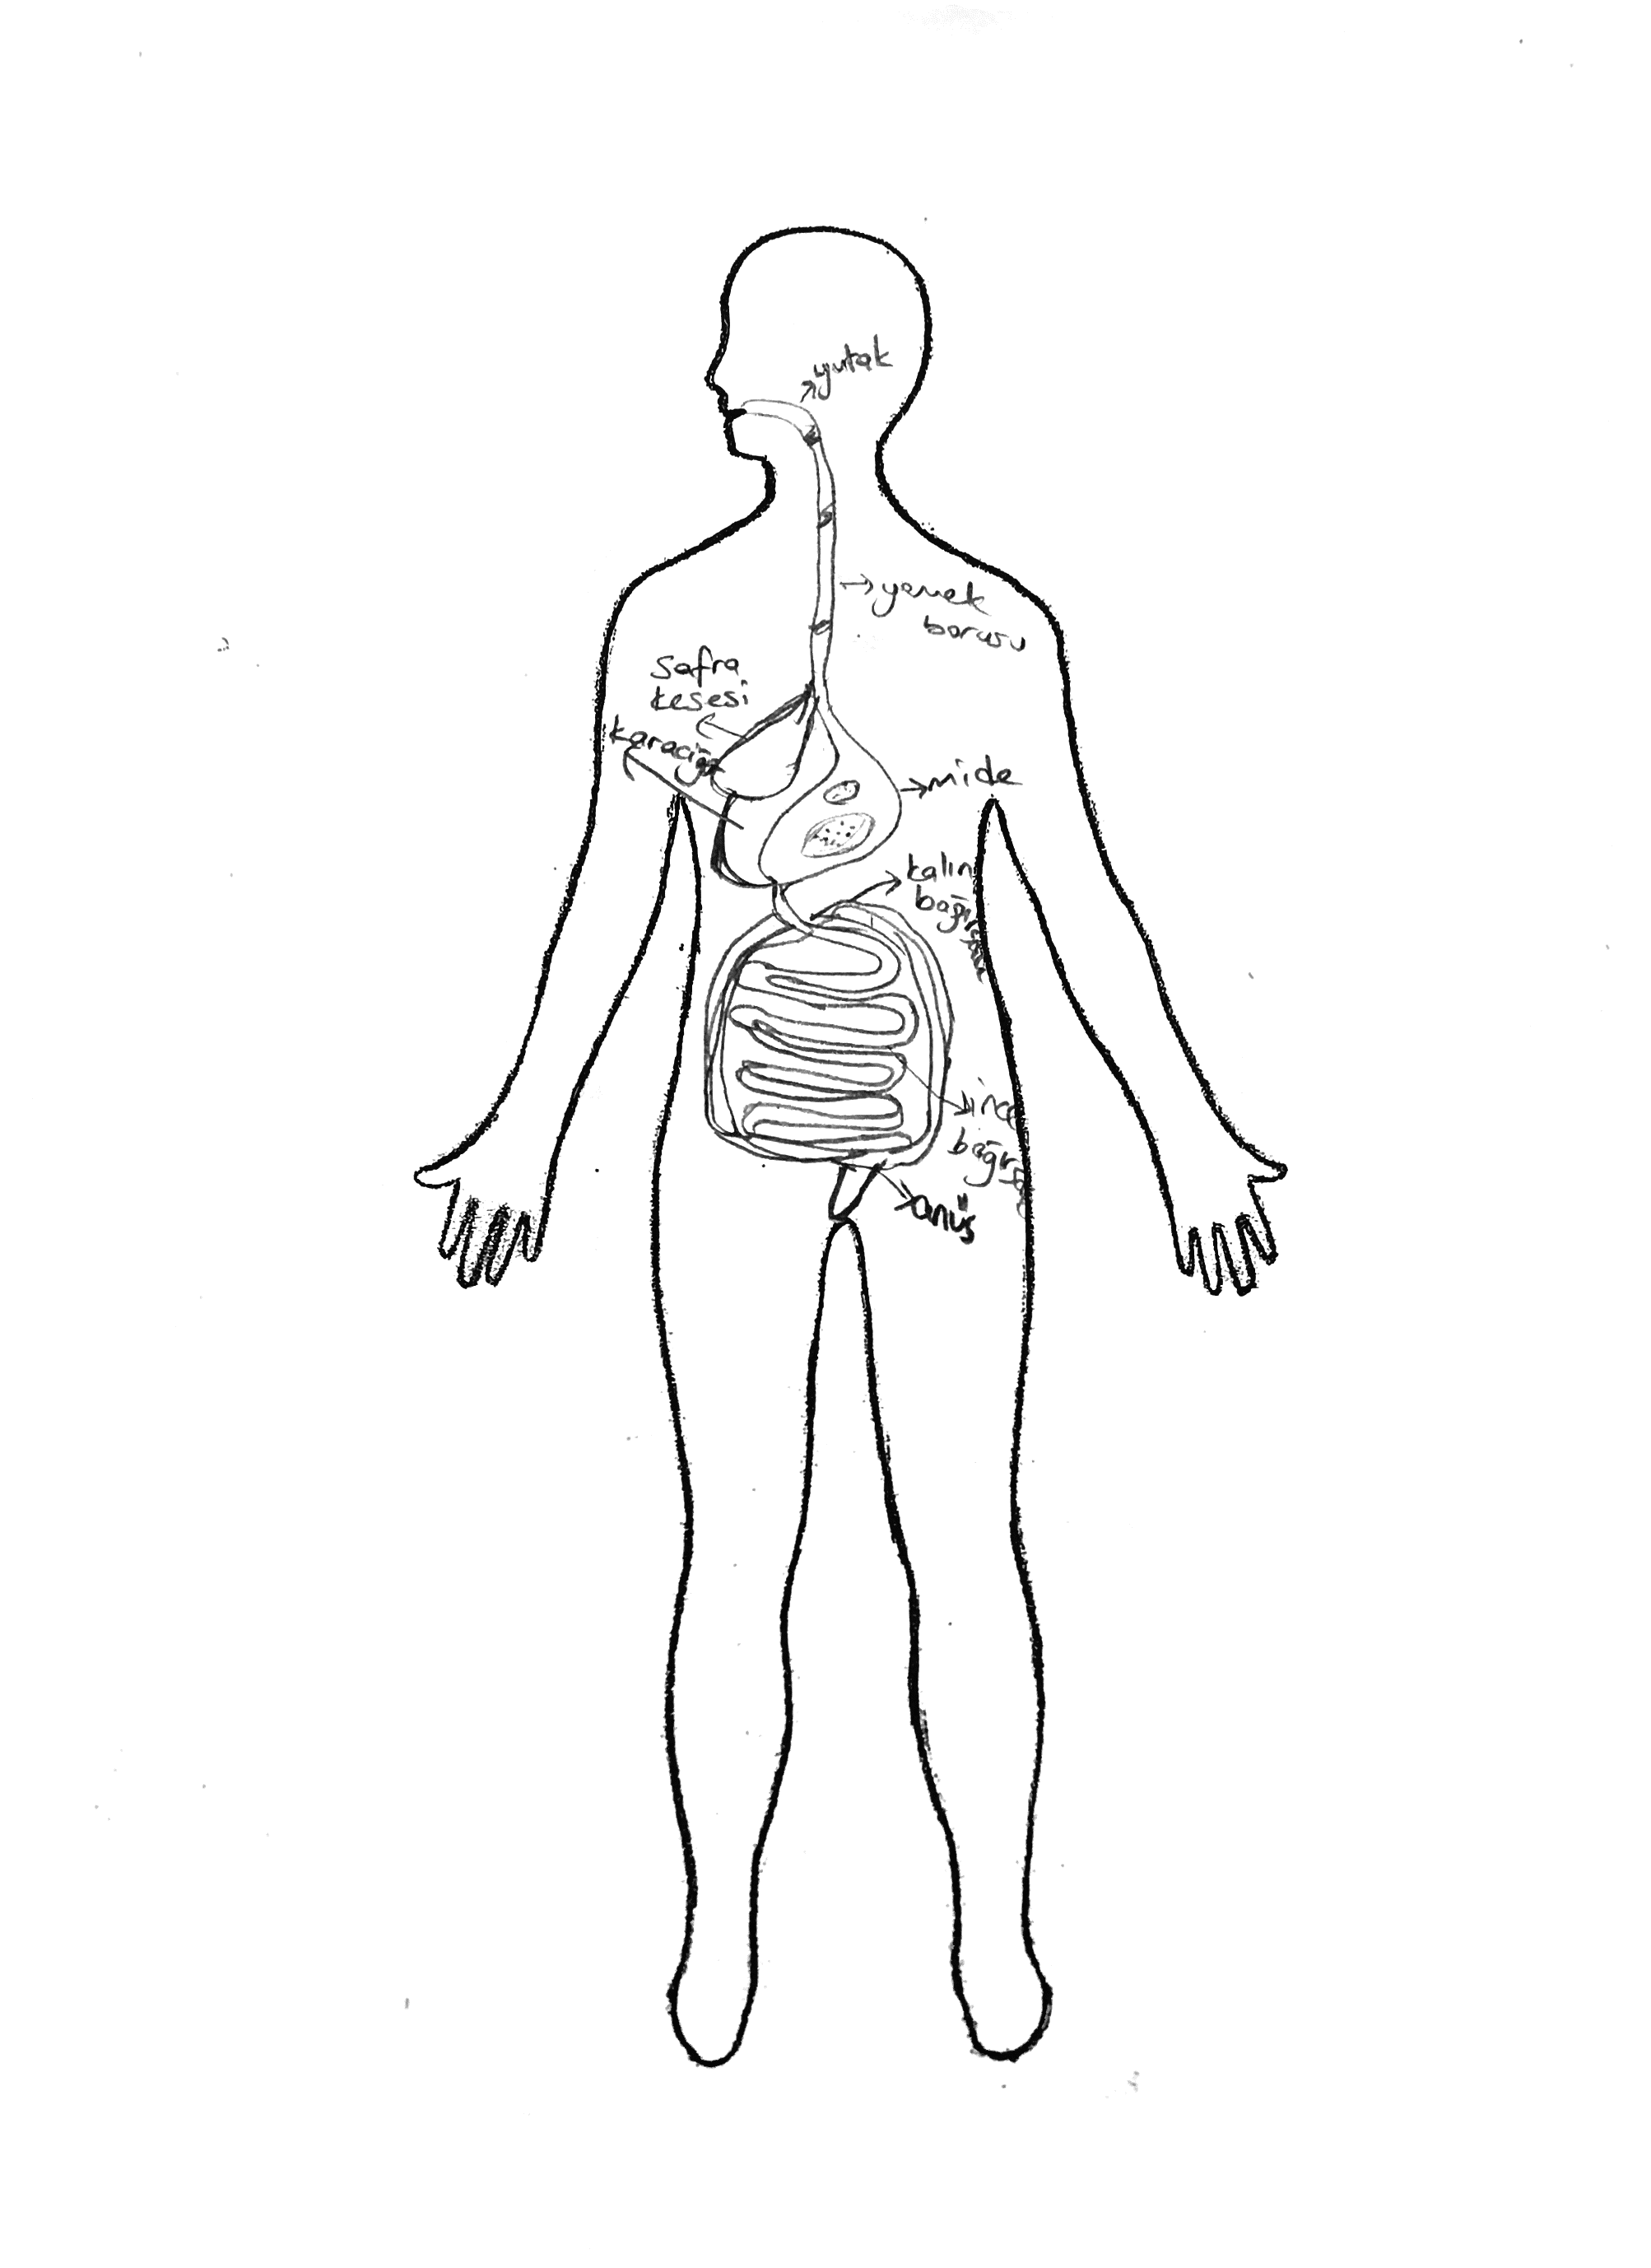 yutak
yemek
borusu
Safra
kesesi
karaciğer
mide
kalın
bağırsak
ince
bağırsak
anüs